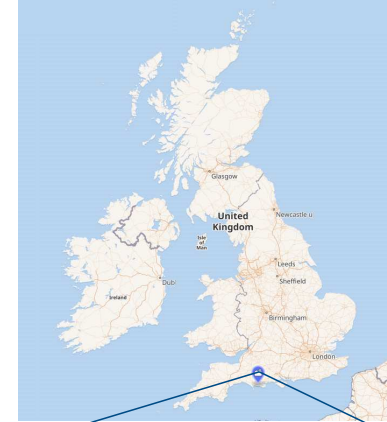 Glasgow
United
Kingdom
Newcastle u
Isle
of
Man
Leeds
Dubl
Sheffield
Ireland
Birmingham
London